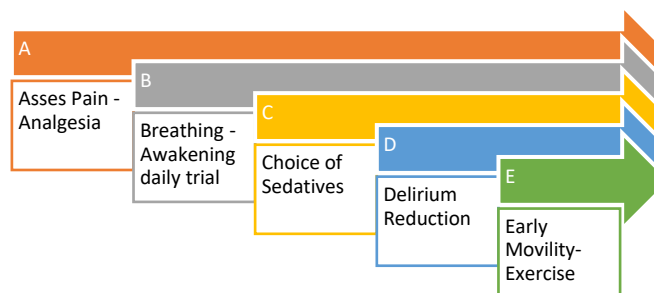 A
Asses Pain -
Analgesia
B
Breathing -
Awakening
daily trial
C
Choice of
Sedatives
D
Delirium
Reduction
E
Early
Movility-
Exercise